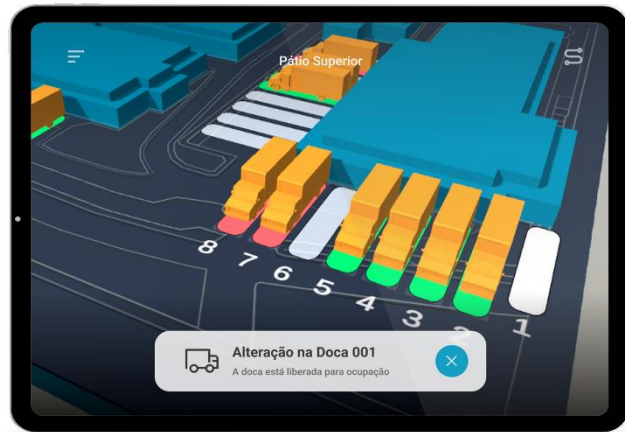 Pátio Superior
8
7
6
5
4
3
2
1
Alteração na Doca 001
A doca está liberada para ocupação